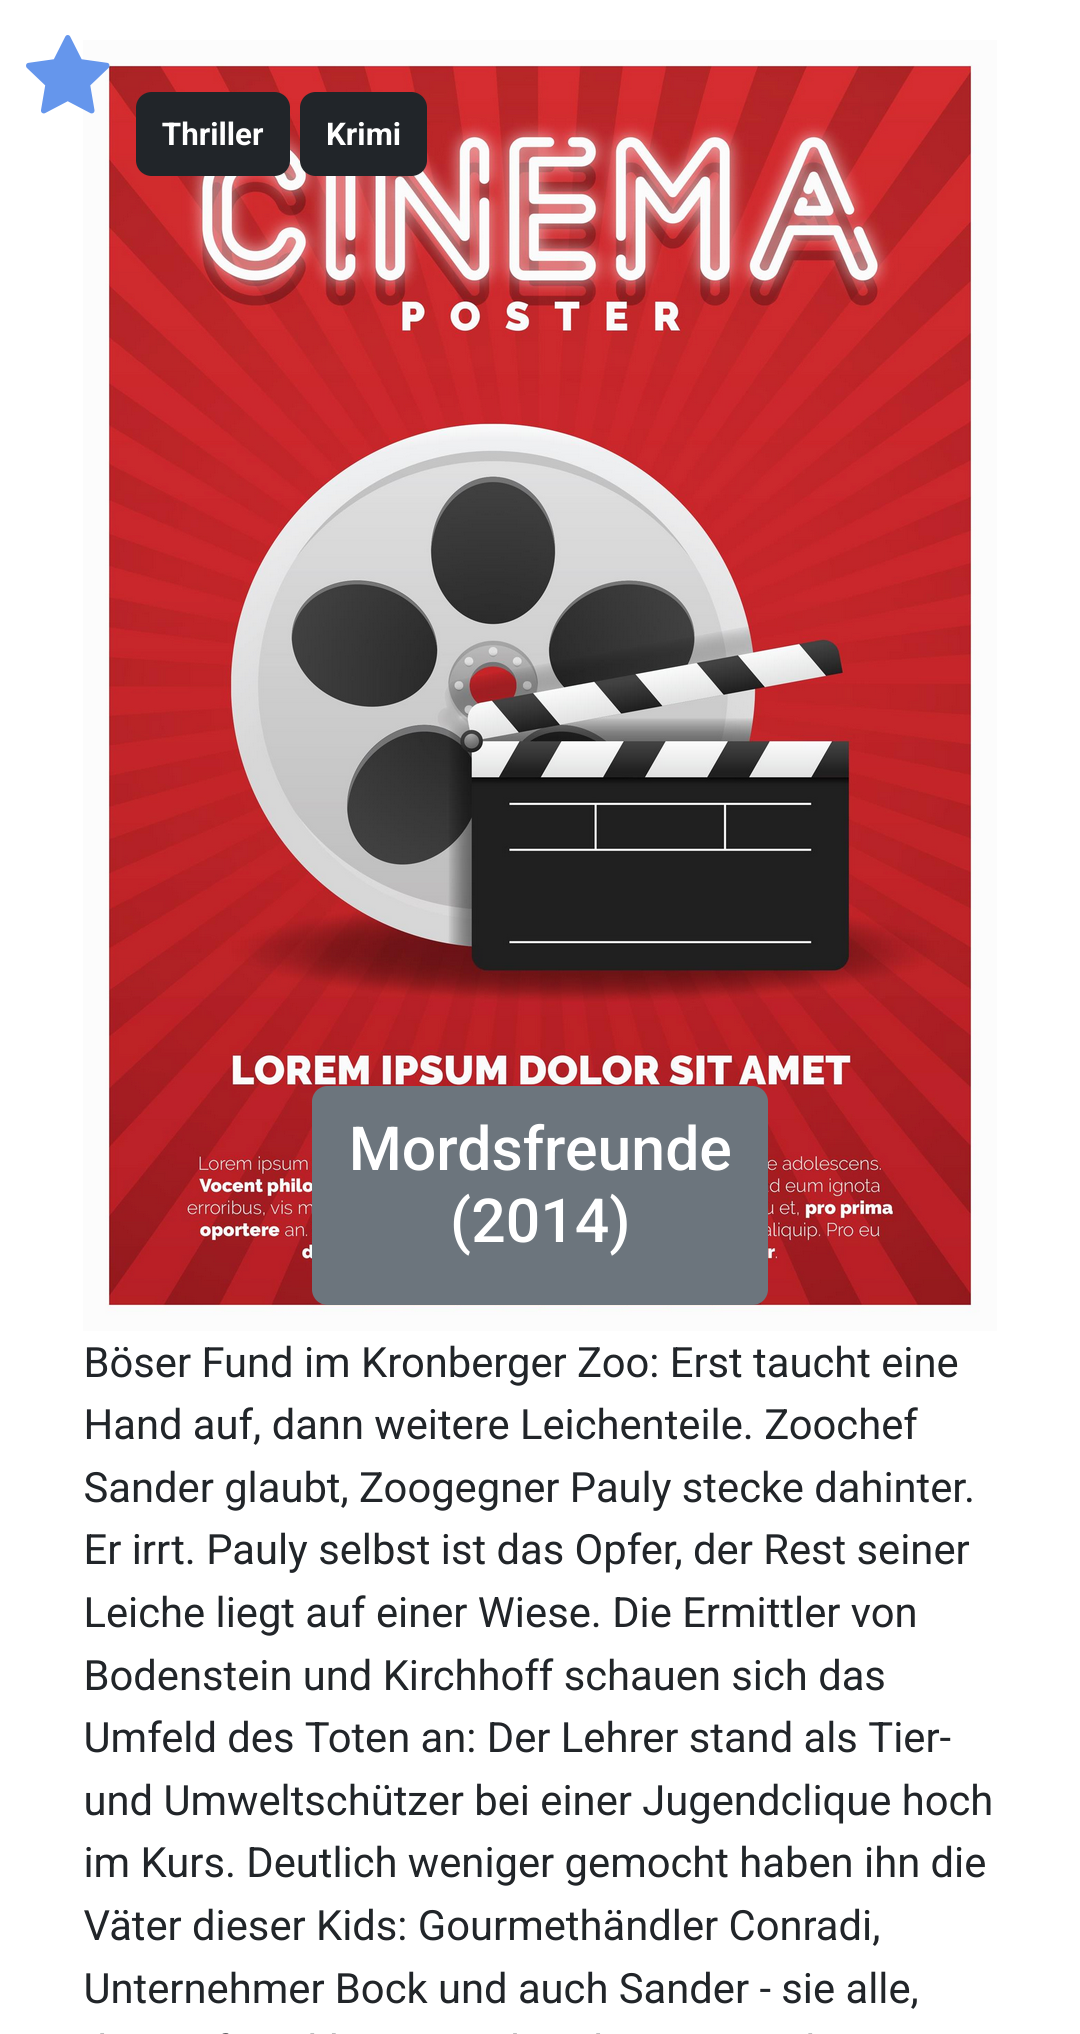 Thriller
Krimi
CINEMA
POSTER
LOREM IPSUM DOLOR SIT AMET
Mordsfreunde
(2014)
Lorem ipsum e adolescens.
Vocent philo d eum ignota
erroribus, vis m u et, pro prima
oportere an. aliquip. Pro eu
d r.
Böser Fund im Kronberger Zoo: Erst taucht eine
Hand auf, dann weitere Leichenteile. Zoochef
Sander glaubt, Zoogegner Pauly stecke dahinter.
Er irrt. Pauly selbst ist das Opfer, der Rest seiner
Leiche liegt auf einer Wiese. Die Ermittler von
Bodenstein und Kirchhoff schauen sich das
Umfeld des Toten an: Der Lehrer stand als Tier-
und Umweltschützer bei einer Jugendclique hoch
im Kurs. Deutlich weniger gemocht haben ihn die
Väter dieser Kids: Gourmethändler Conradi,
Unternehmer Bock und auch Sander - sie alle,